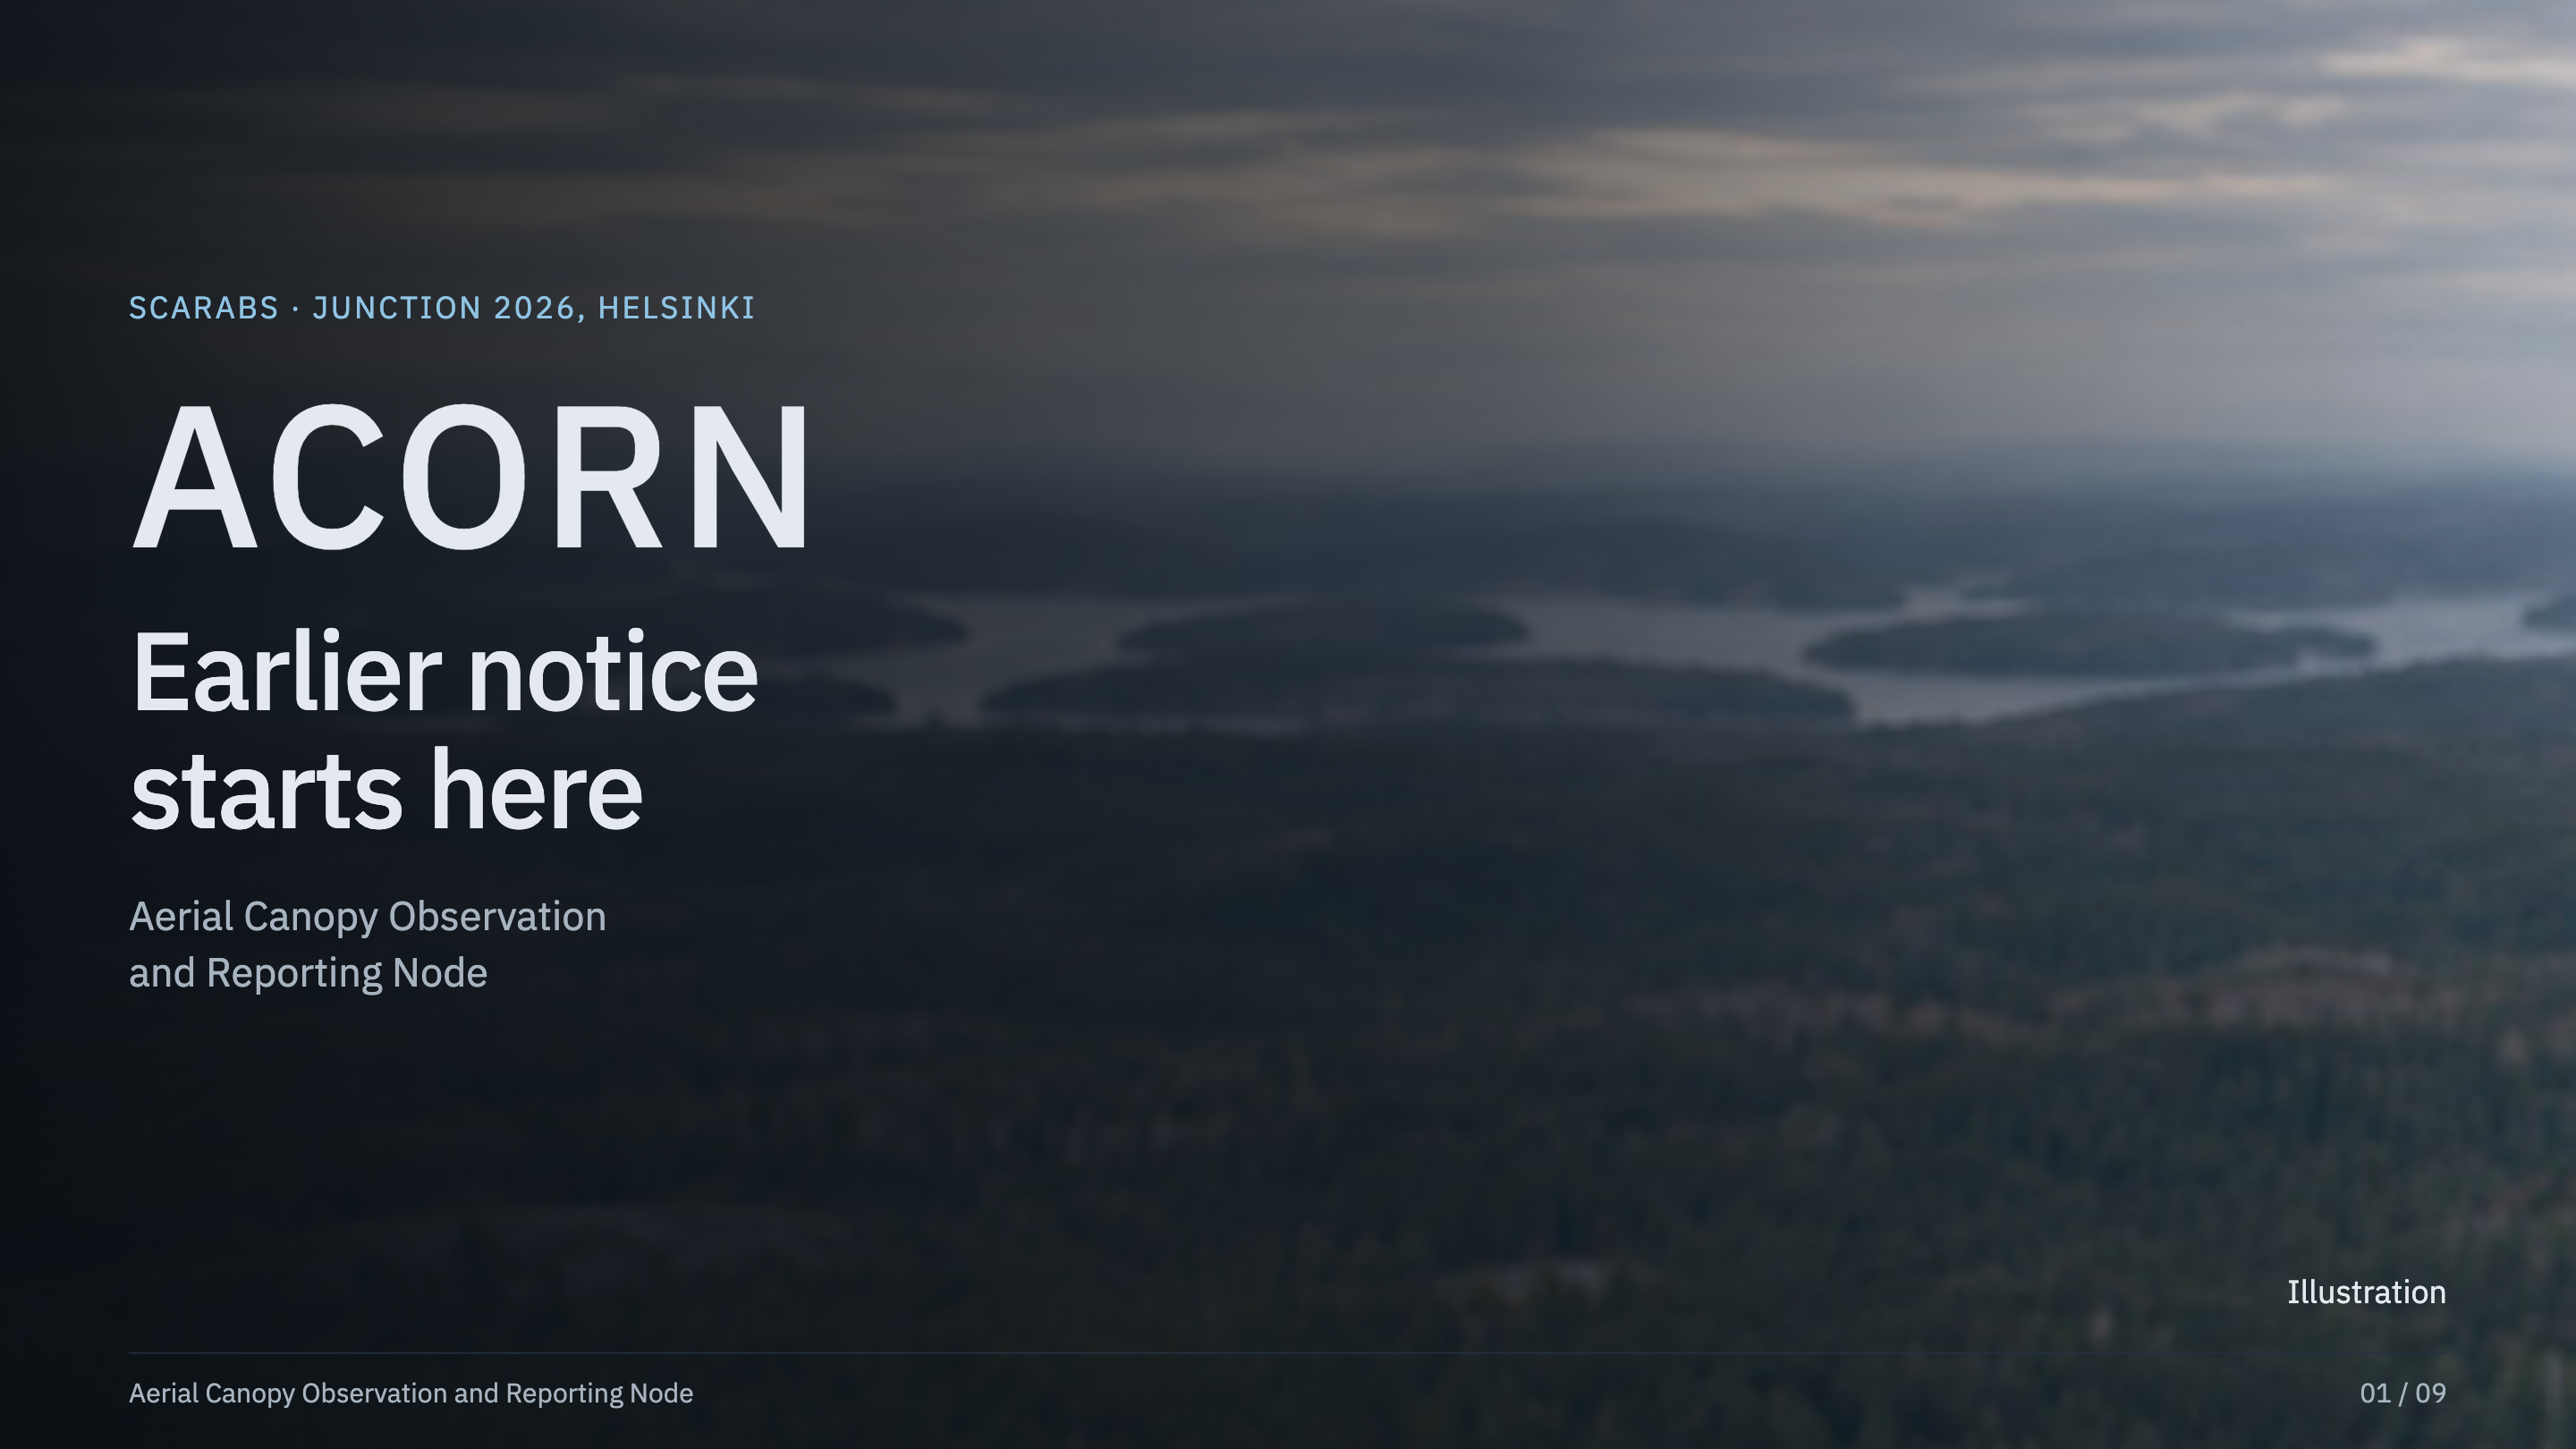 SCARABS · JUNCTION 2026, HELSINKI
ACORN
Earlier notice
starts here
Aerial Canopy Observation
and Reporting Node
Illustration
Aerial Canopy Observation and Reporting Node
01 / 09